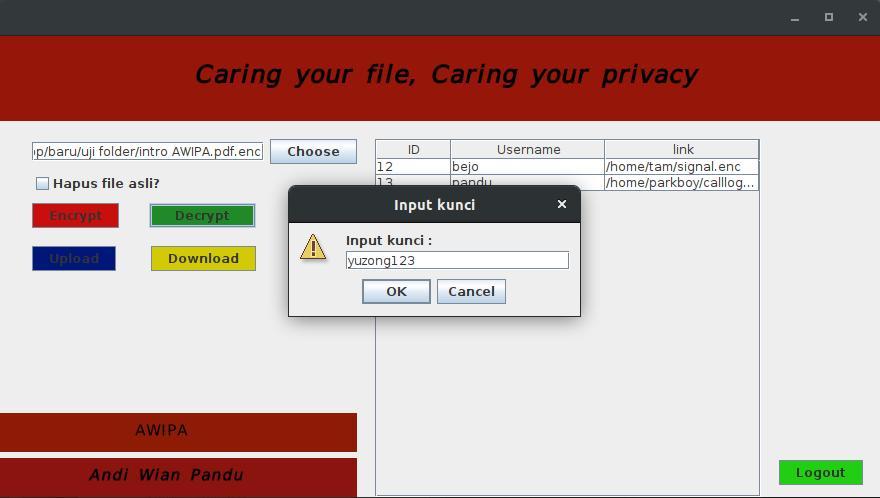 Caring your file, Caring your privacy
op/baru/uji folder/intro AWIPA.pdf.enc
Choose
Hapus file asli?
Encrypt
Decrypt
Upload
Download
ID
Username
link
12
bejo
/home/tam/signal.enc
13
pandu
/home/parkboy/calllog...
Input kunci
Input kunci :
yuzong123
OK
Cancel
AWIPA
Andi Wian Pandu
Logout